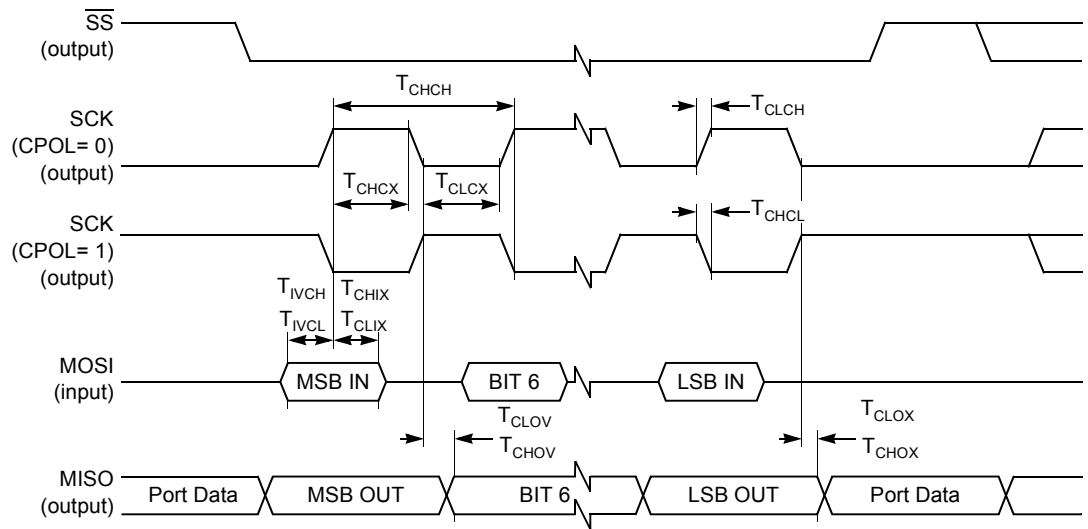 SS
(output)
T_CHCH
T_CLCH
SCK
(CPOL= 0)
(output)
T_CHCX
T_CLCX
SCK
(CPOL= 1)
(output)
T_CHCL
T_IVCH
T_CHIX
T_IVCL
T_CLIX
MOSI
(input)
MSB IN
BIT 6
LSB IN
T_CLOV
T_CHOV
T_CLOX
T_CHOX
MISO
(output)
Port Data
MSB OUT
BIT 6
LSB OUT
Port Data